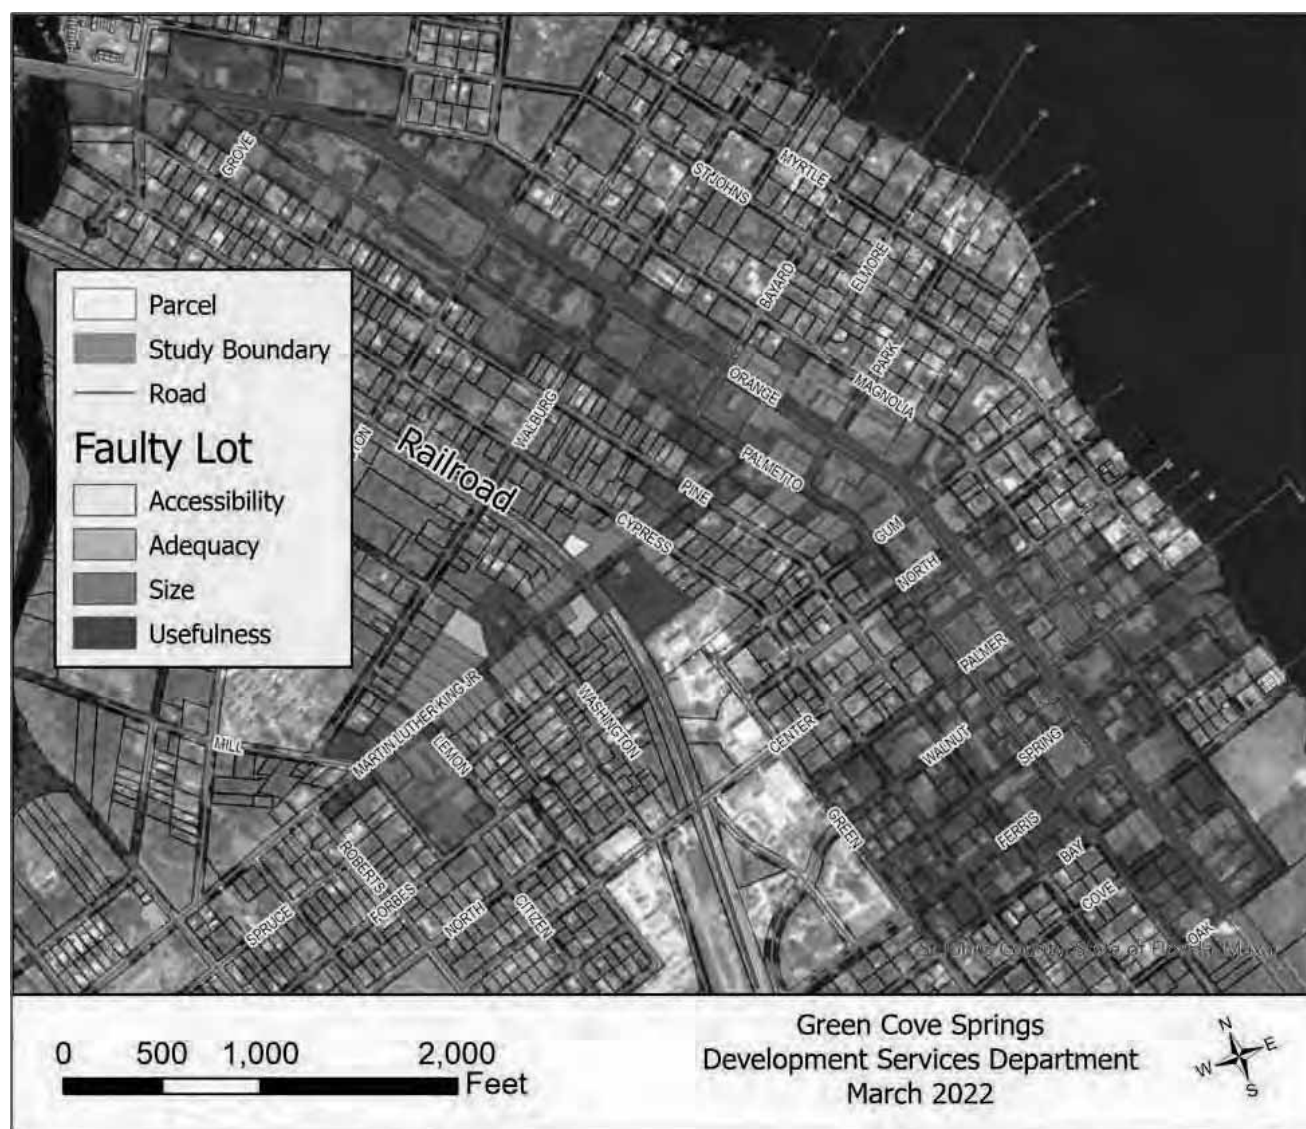 GROVE
MYRTLE
STJOHNS
BAYARD
ELMORE
PARK
MAGNOLIA
ORANGE
WALBURG
PALMETTO
PINE
Railroad
CYPRESS
GUM
NORTH
PALMER
WASHINGTON
MARTIN LUTHER KING JR
CENTER
WALNUT
SPRING
MILL
LEMON
GREEN
FERRIS
BAY
COVE
OAK
ROBERTS
FORBES
SPRUCE
NORTH
CITIZEN
Parcel
Study Boundary
Road
Faulty Lot
Accessibility
Adequacy
Size
Usefulness
0 500 1,000 2,000
Feet
Green Cove Springs
Development Services Department
March 2022
N
E
W
S